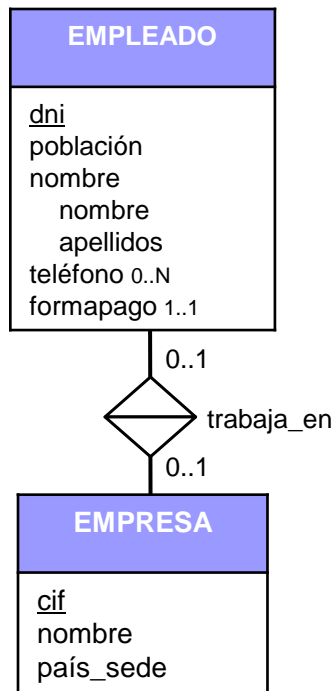 EMPLEADO
dni
población
nombre
nombre
apellidos
teléfono 0..N
formapago 1..1
0..1
trabaja_en
0..1
EMPRESA
cif
nombre
país_sede